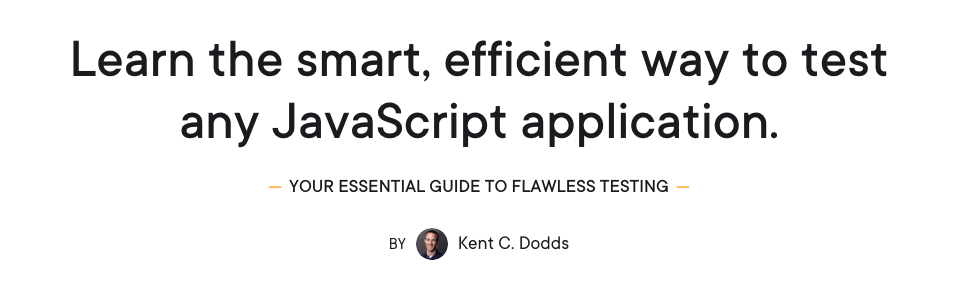 Learn the smart, efficient way to test
any JavaScript application.
— YOUR ESSENTIAL GUIDE TO FLAWLESS TESTING —
BY Kent C. Dodds